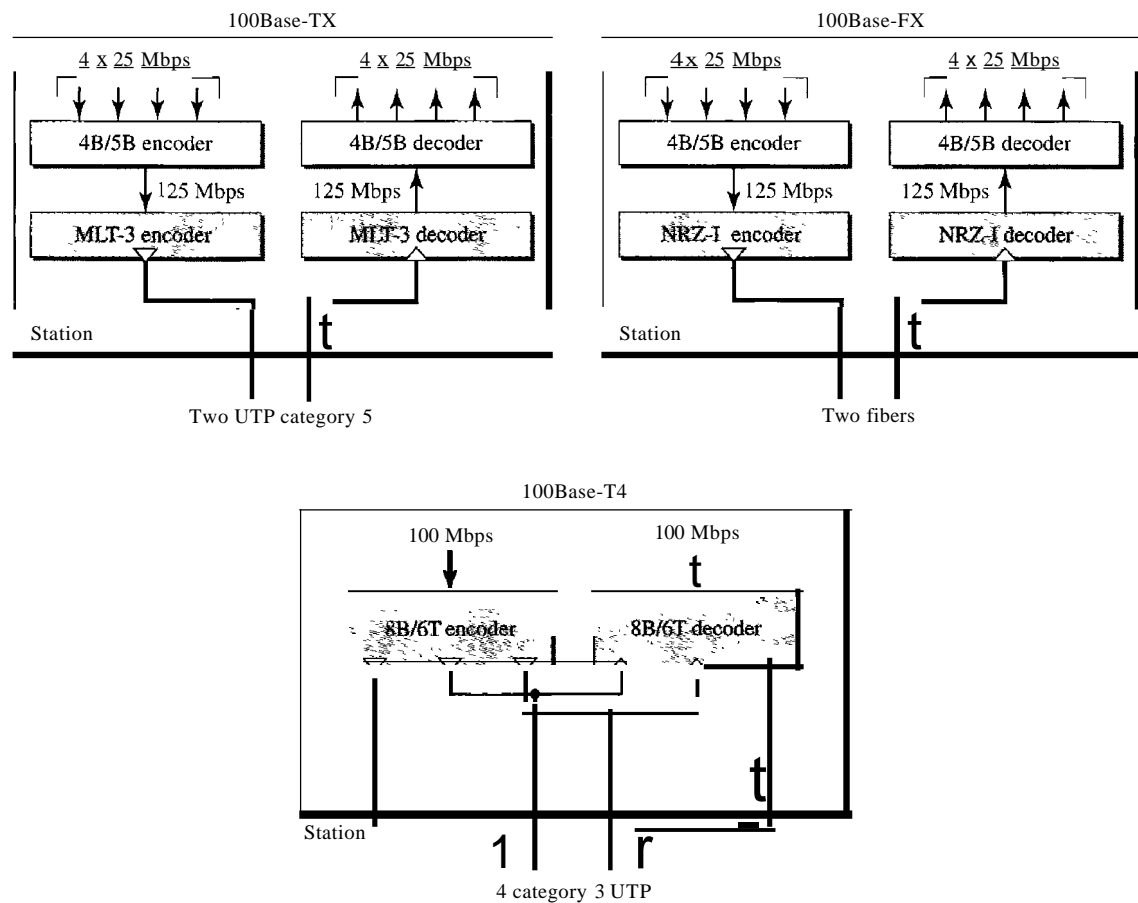 100Base-TX
4 x 25 Mbps
4 x 25 Mbps
4B/5B encoder
4B/5B decoder
125 Mbps
125 Mbps
MLT-3 encoder
MLT-3 decoder
t
Station
Two UTP category 5
100Base-FX
4x 25 Mbps
4 x 25 Mbps
4B/5B encoder
4B/5B decoder
125 Mbps
125 Mbps
NRZ-I encoder
NRZ-I decoder
t
Station
Two fibers
100Base-T4
100 Mbps
100 Mbps
t
8B/6T encoder
8B/6T decoder
t
Station
1
r
4 category 3 UTP